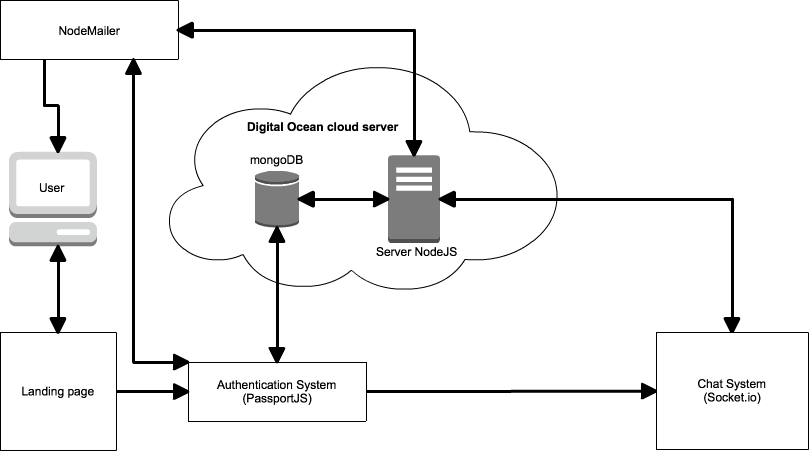 NodeMailer
Digital Ocean cloud server
mongoDB
User
Server NodeJS
Landing page
Authentication System
(PassportJS)
Chat System
(Socket.io)